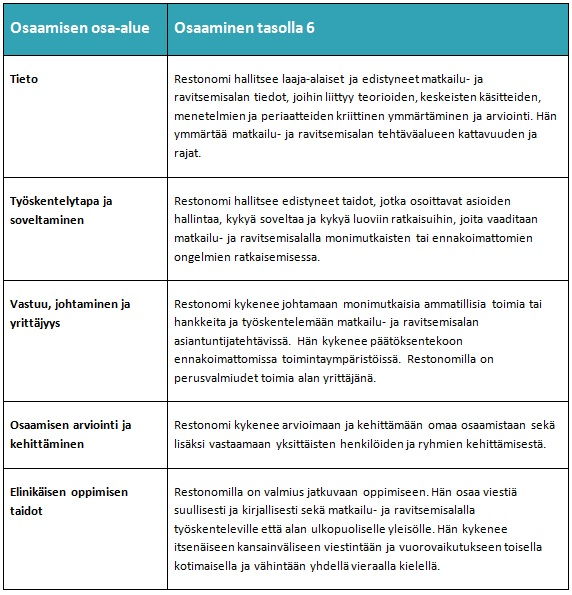 Osaamisen osa-alue
Osaaminen tasolla 6
Tieto
Restonomi hallitsee laaja-alaiset ja edistyneet matkailu- ja
ravitsemisalan tiedot, joihin liittyy teorioiden, keskeisten käsitteiden,
menetelmien ja periaatteiden kriittinen ymmärtäminen ja arviointi. Hän
ymmärtää matkailu- ja ravitsemisalan tehtäväalueen kattavuuden ja
rajat.
Työskentelytapa ja
soveltaminen
Restonomi hallitsee edistyneet taidot, jotka osoittavat asioiden
hallintaa, kykyä soveltaa ja kykyä luoviin ratkaisuihin, joita vaaditaan
matkailu- ja ravitsemisalalla monimutkaisten tai ennakoimattomien
ongelmien ratkaisemisessa.
Vastuu, johtaminen ja
yrittäjyys
Restonomi kykenee johtamaan monimutkaisia ammatillisia toimia tai
hankkeita ja työskentelemään matkailu- ja ravitsemisalan
asiantuntijatehtävissä. Hän kykenee päätöksentekoon
ennakoimattomissa toimintaympäristöissä. Restonomilla on
perusvalmiudet toimia alan yrittäjänä.
Osaamisen arviointi ja
kehittäminen
Restonomi kykenee arvioimaan ja kehittämään omaa osaamistaan sekä
lisäksi vastaamaan yksittäisten henkilöiden ja ryhmien kehittämisestä.
Elinikäisen oppimisen
taidot
Restonomilla on valmius jatkuvaan oppimiseen. Hän osaa viestiä
suullisesti ja kirjallisesti sekä matkailu- ja ravitsemisalalla
työskenteleville että alan ulkopuoliselle yleisölle. Hän kykenee
itsenäiseen kansainväliseen viestintään ja vuorovaikutukseen toisella
kotimaisella ja vähintään yhdellä vieraalla kielellä.